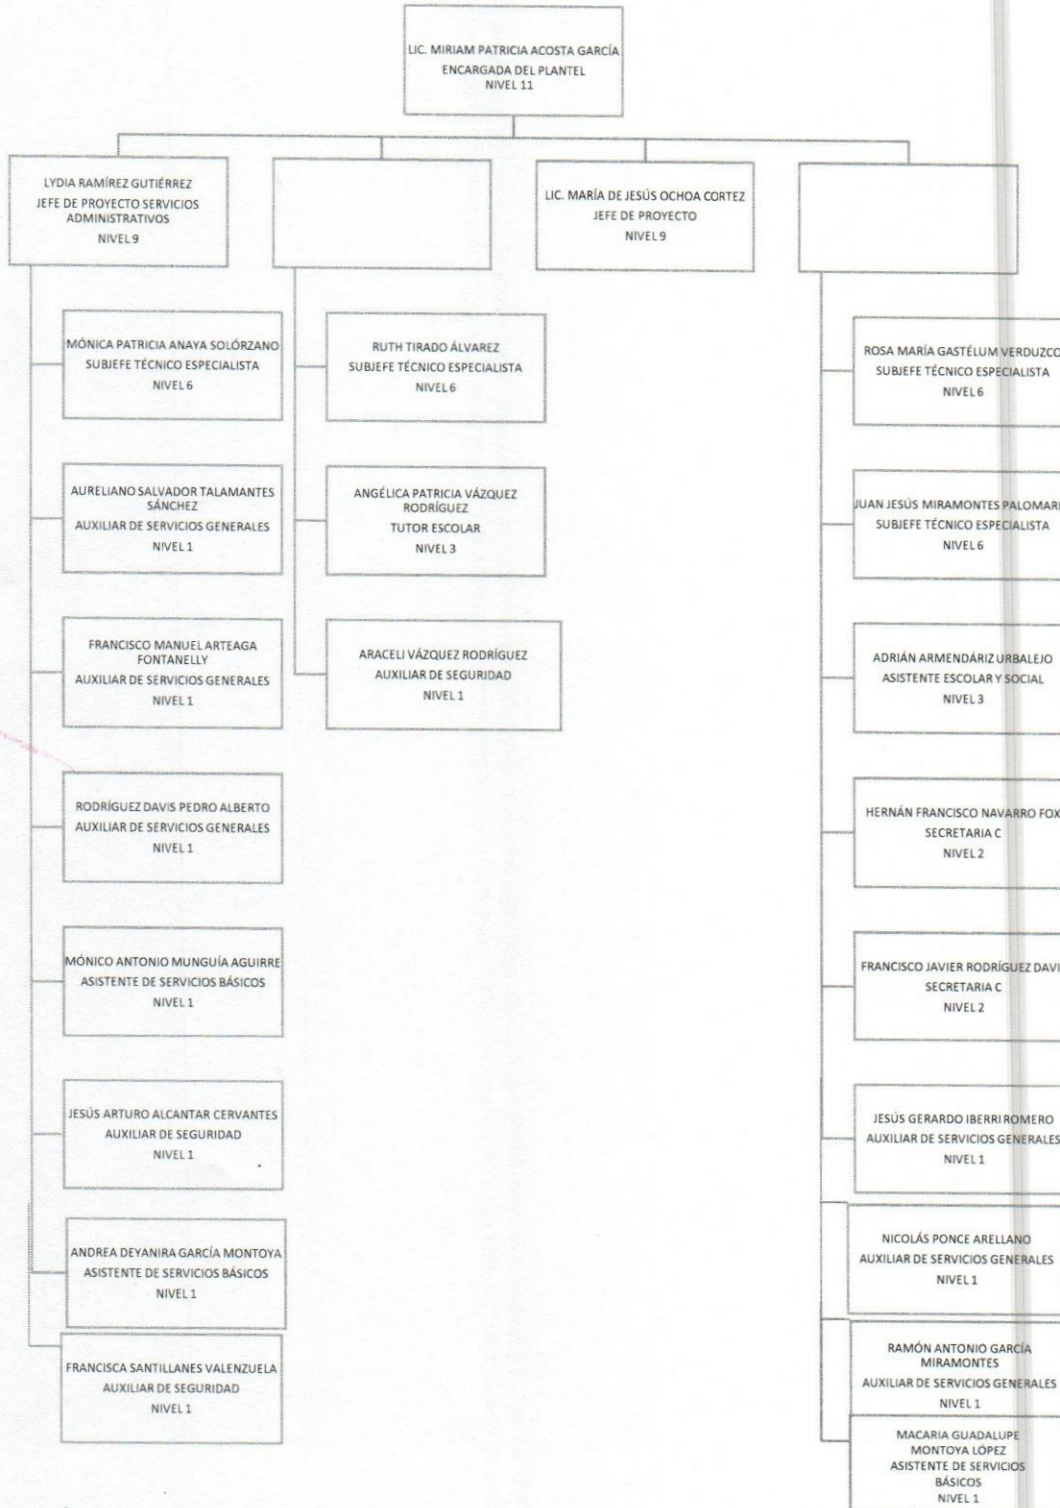 LIC. MIRIAM PATRICIA ACOSTA GARCÍA
ENCARGADA DEL PLANTEL
NIVEL 11
LYDIA RAMÍREZ GUTIÉRREZ
JEFE DE PROYECTO SERVICIOS
ADMINISTRATIVOS
NIVEL 9
LIC. MARÍA DE JESÚS OCHOA CORTEZ
JEFE DE PROYECTO
NIVEL 9
MÓNICA PATRICIA ANAYA SOLÓRZANO
SUBJEFE TÉCNICO ESPECIALISTA
NIVEL 6
AURELIANO SALVADOR TALAMANTES
SÁNCHEZ
AUXILIAR DE SERVICIOS GENERALES
NIVEL 1
FRANCISCO MANUEL ARTEAGA
FONTANELLY
AUXILIAR DE SERVICIOS GENERALES
NIVEL 1
RODRÍGUEZ DAVIS PEDRO ALBERTO
AUXILIAR DE SERVICIOS GENERALES
NIVEL 1
MÓNICO ANTONIO MUNGUÍA AGUIRRE
ASISTENTE DE SERVICIOS BÁSICOS
NIVEL 1
JESÚS ARTURO ALCANTAR CERVANTES
AUXILIAR DE SEGURIDAD
NIVEL 1
ANDREA DEYANIRA GARCÍA MONTOYA
ASISTENTE DE SERVICIOS BÁSICOS
NIVEL 1
FRANCISCA SANTILLANES VALENZUELA
AUXILIAR DE SEGURIDAD
NIVEL 1
RUTH TIRADO ÁLVAREZ
SUBJEFE TÉCNICO ESPECIALISTA
NIVEL 6
ANGÉLICA PATRICIA VÁZQUEZ
RODRÍGUEZ
TUTOR ESCOLAR
NIVEL 3
ARACELI VÁZQUEZ RODRÍGUEZ
AUXILIAR DE SEGURIDAD
NIVEL 1
ROSA MARÍA GASTÉLUM VERDUZCO
SUBJEFE TÉCNICO ESPECIALISTA
NIVEL 6
JUAN JESÚS MIRAMONTES
SUBJEFE TÉCNICO ESPECIALISTA
NIVEL 6
ADRIÁN ARMENDÁRIZ URBALEJO
ASISTENTE ESCOLAR Y SOCIAL
NIVEL 3
HERNÁN FRANCISCO NAVARRO FOX
SECRETARIA C
NIVEL 2
FRANCISCO JAVIER RODRÍGUEZ
SECRETARIA C
NIVEL 2
JESÚS GERARDO IBERRI ROMERO
AUXILIAR DE SERVICIOS GENERALES
NIVEL 1
NICOLÁS PONCE ARELLANO
AUXILIAR DE SERVICIOS GENERALES
NIVEL 1
RAMÓN ANTONIO GARCÍA
MIRAMONTES
AUXILIAR DE SERVICIOS GENERALES
NIVEL 1
MACARIA GUADALUPE
MONTOYA LÓPEZ
ASISTENTE DE SERVICIOS
BÁSICOS
NIVEL 1